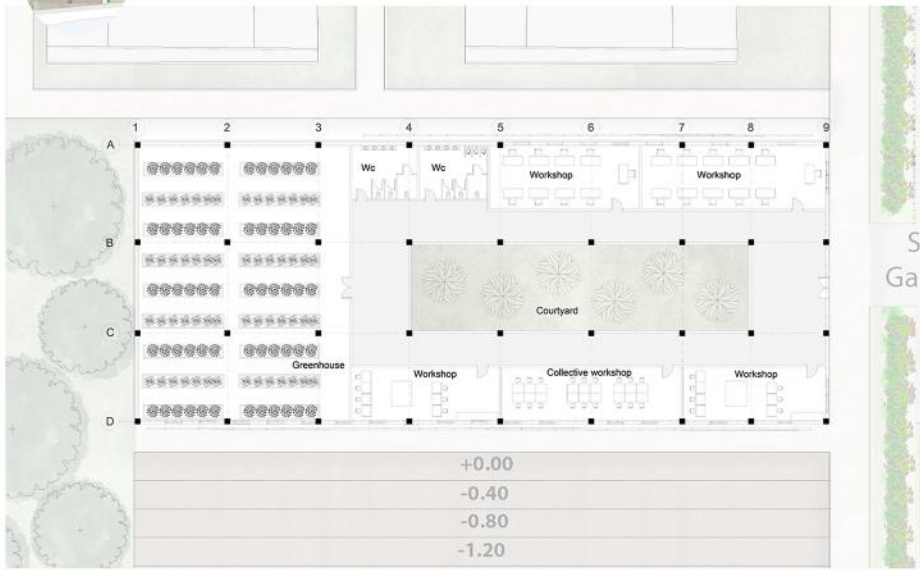 1 2 3 4 5 6 7 8 9
A
Wc Wc Workshop Workshop
B
S
Ga
Courtyard
C
Greenhouse
Workshop Collective workshop Workshop
D
+0.00
-0.40
-0.80
-1.20